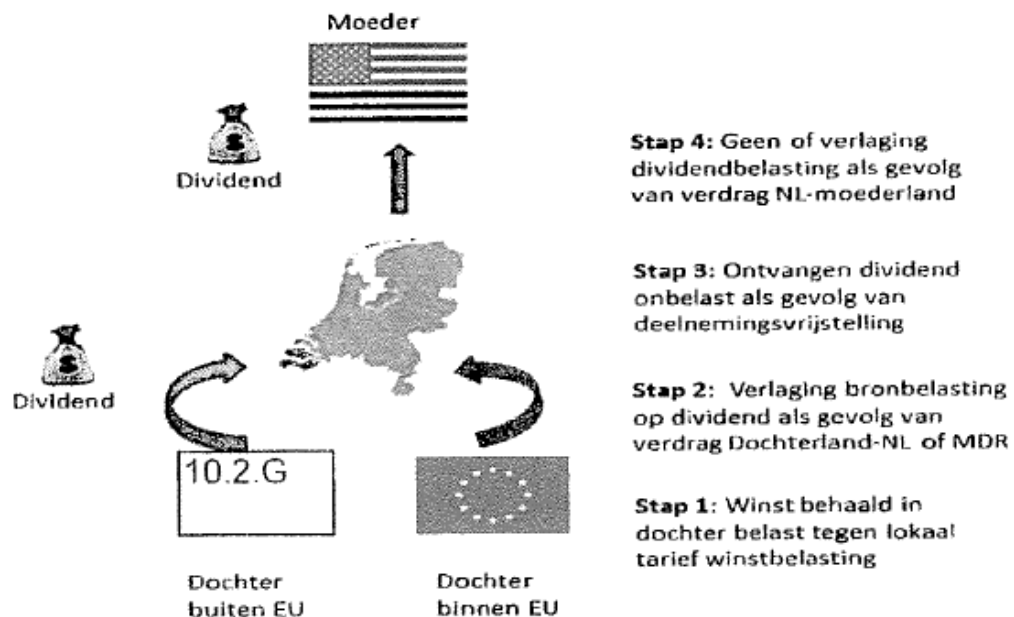 Moeder
Dividend
Dividend
10.2.G
Dochter
buiten EU
Dochter
binnen EU
Stap 4: Geen of verlaging
dividendbelasting als gevolg
van verdrag NL-moederland
Stap 3: Ontvangen dividend
onbelast als gevolg van
deelnemingsvrijstelling
Stap 2: Verlaging bronbelasting
op dividend als gevolg van
verdrag Dochterland-NL of MDR
Stap 1: Winst behaald in
dochter belast tegen lokaal
tarief winstbelasting